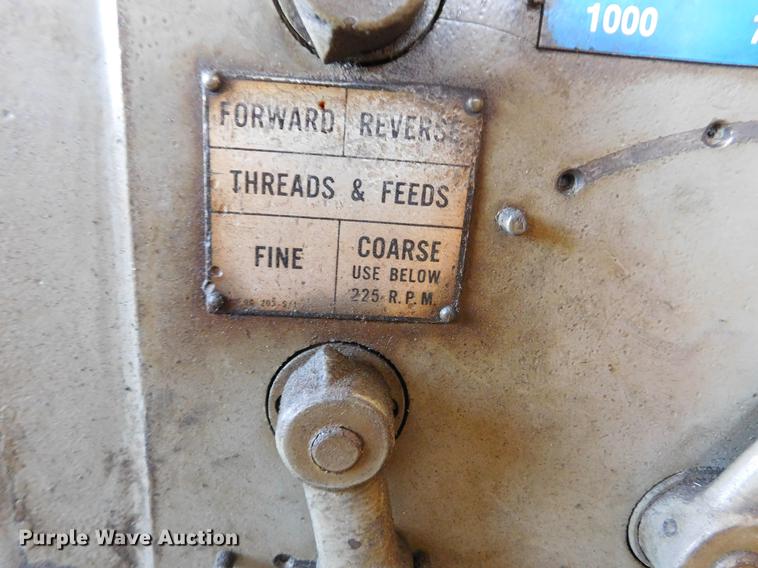 1000
FORWARD REVERSE
THREADS & FEEDS
FINE
COARSE
USE BELOW
225 R.P.M.
Purple Wave Auction